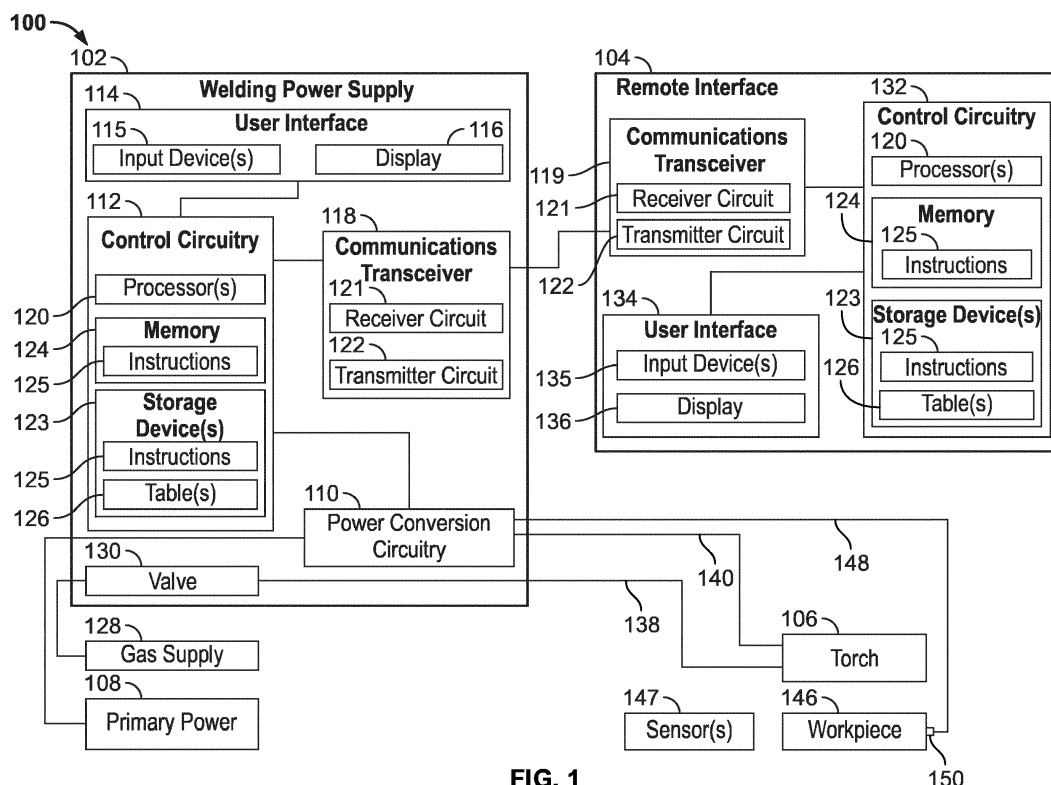 100
102
Welding Power Supply
114
User Interface
115
Input Device(s)
116
Display
112
Control Circuitry
Processor(s)
120
Memory
124
Instructions
125
Storage
Device(s)
123
Instructions
125
Table(s)
126
118
Communications
Transceiver
121
Receiver Circuit
122
Transmitter Circuit
110
Power Conversion
Circuitry
130
Valve
128
Gas Supply
108
Primary Power
104
Remote Interface
Communications
Transceiver
119
Receiver Circuit
121
Transmitter Circuit
122
132
Control Circuitry
120
Processor(s)
124
Memory
125
Instructions
123
Storage Device(s)
125
Instructions
126
Table(s)
134
User Interface
Input Device(s)
135
Display
136
148
140
138
106
Torch
147
Sensor(s)
146
Workpiece
150
FIG. 1